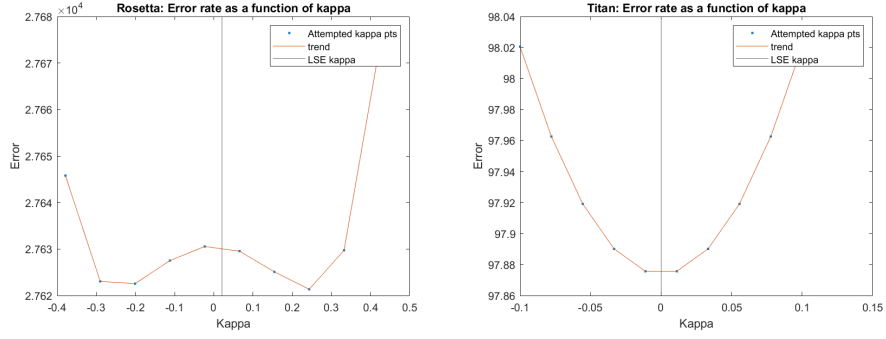 Rosetta: Error rate as a function of kappa
2.768 ×10⁴
2.767
2.766
2.765
2.764
2.763
2.762
Error
-0.4 -0.3 -0.2 -0.1 0 0.1 0.2 0.3 0.4 0.5
Kappa
Attempted kappa pts
trend
LSE kappa
Titan: Error rate as a function of kappa
98.04
98.02
98
97.96
97.94
97.92
97.9
97.88
97.86
Error
-0.1 -0.05 0 0.05 0.1 0.15
Kappa
Attempted kappa pts
trend
LSE kappa